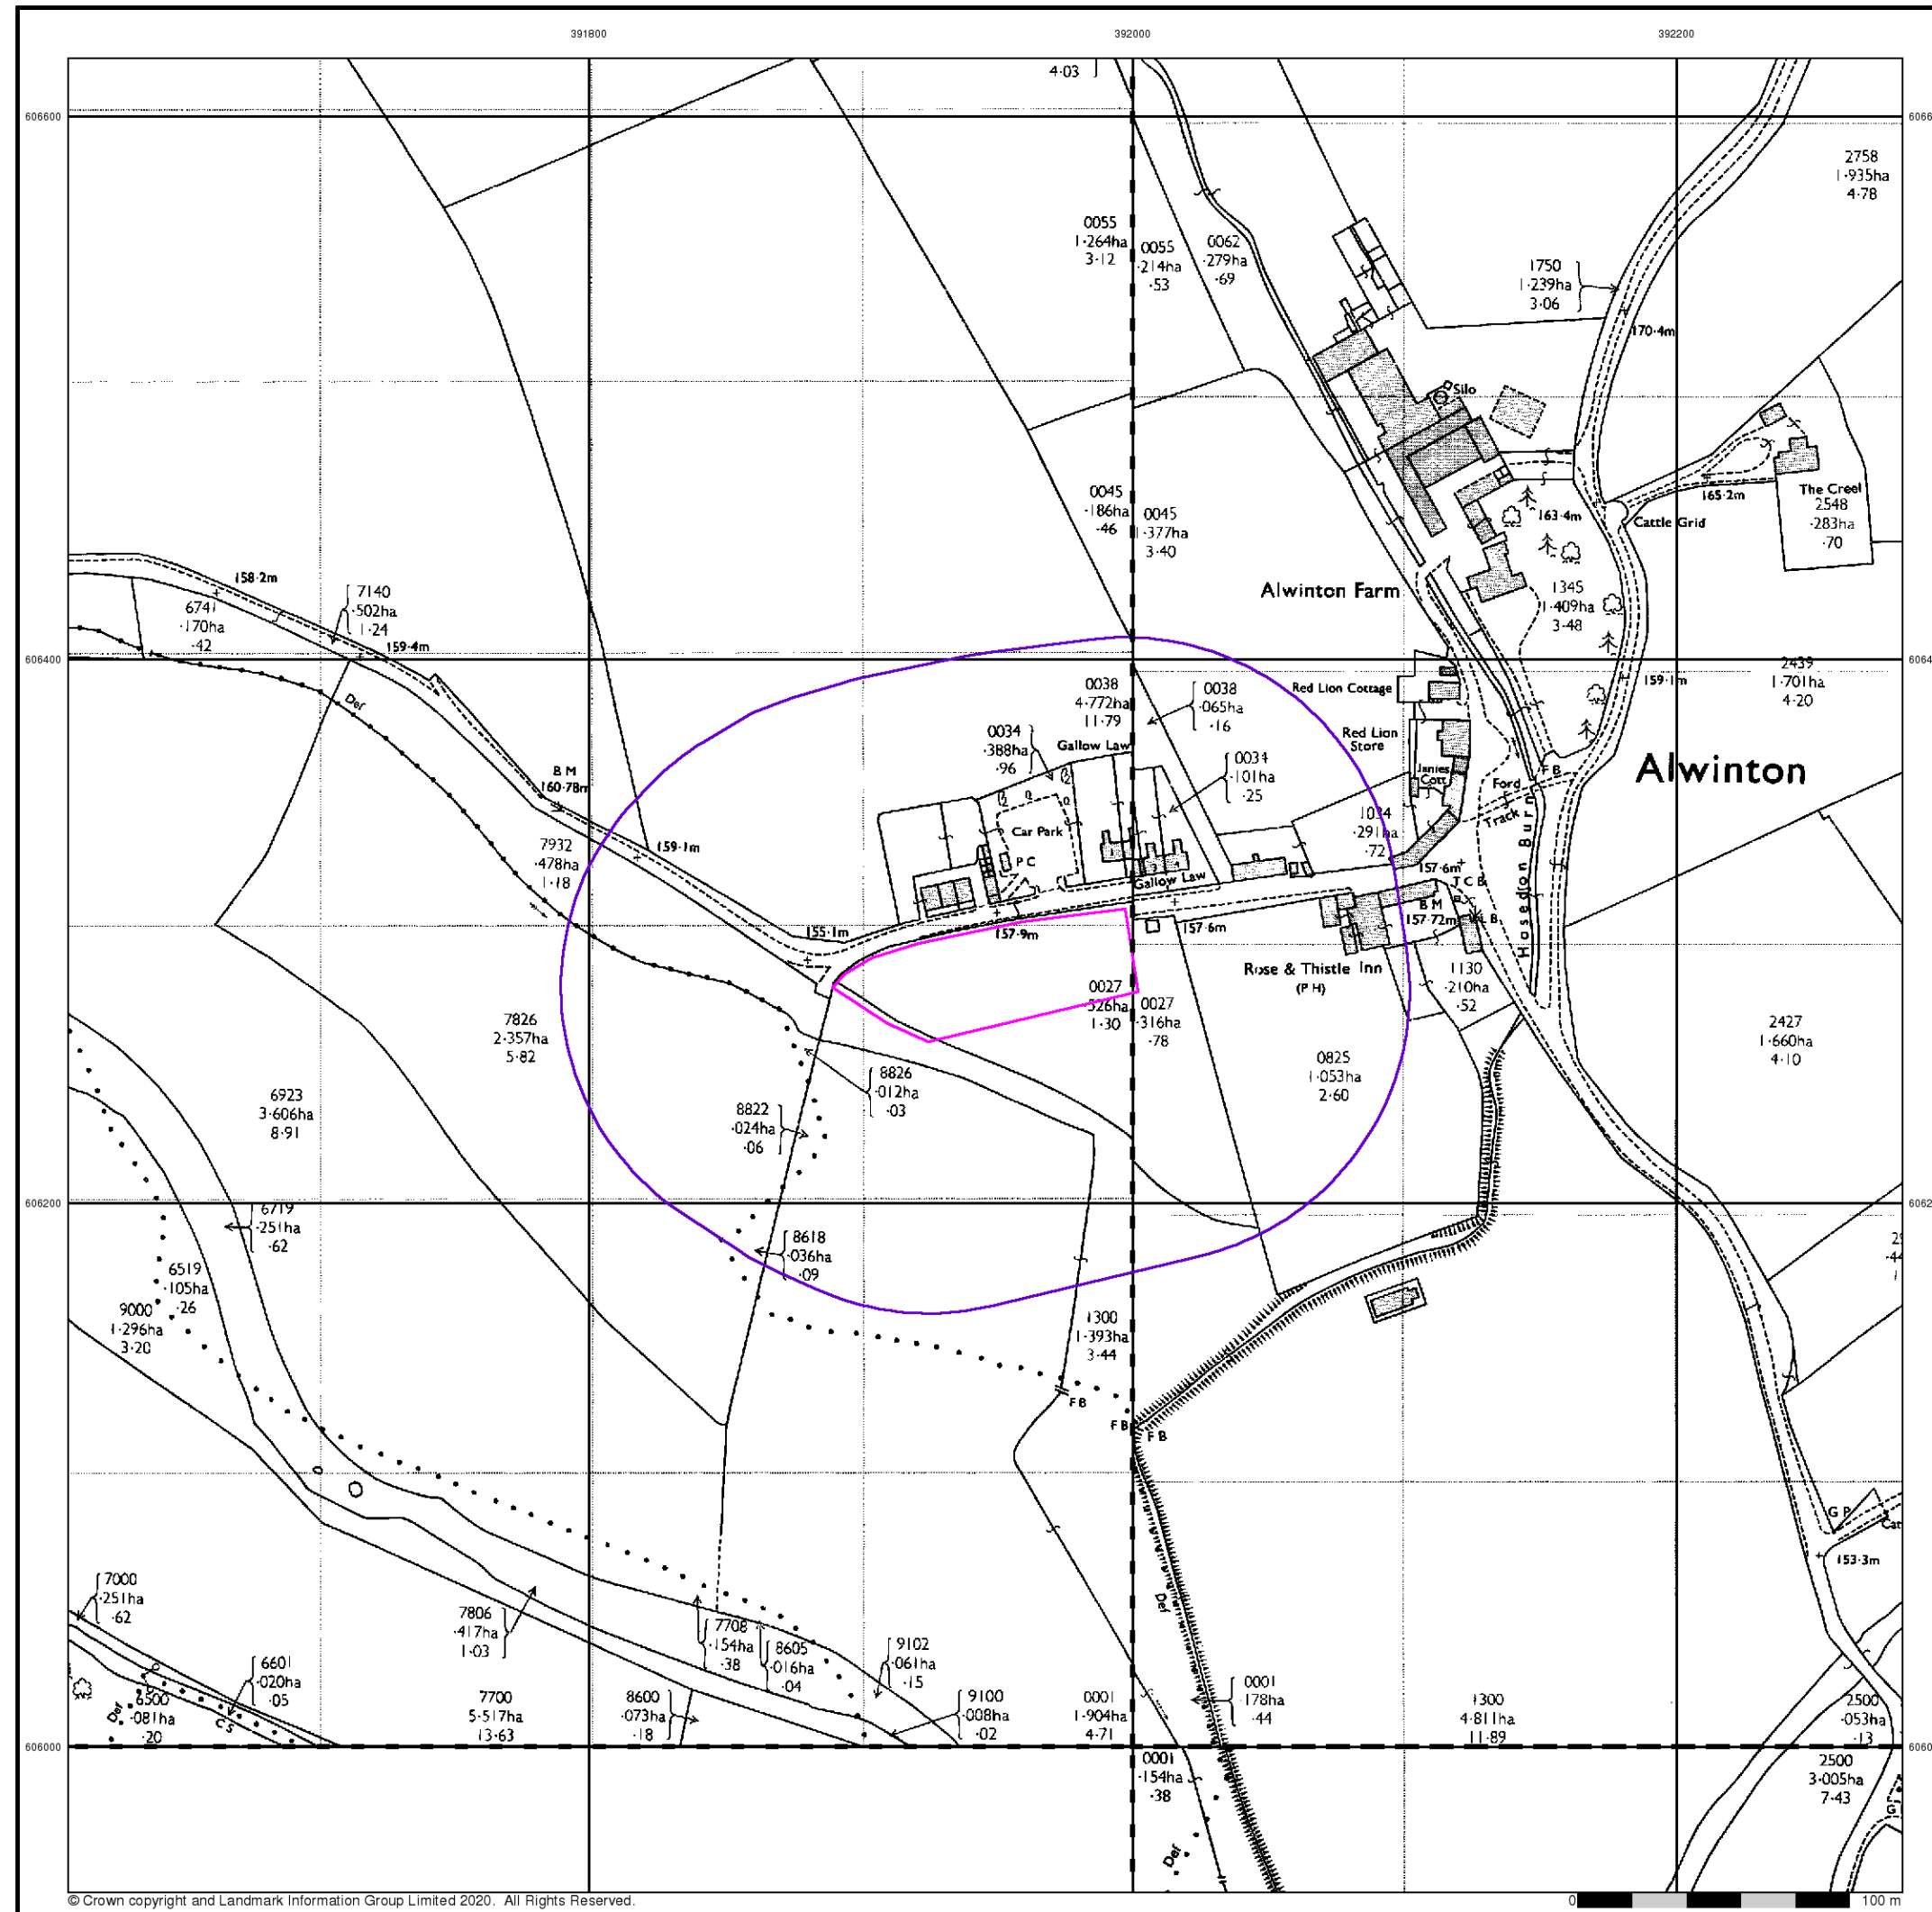 391800
392000
392200
606600
6066
4·03
2758
1·935ha
4·78
0055
1·264ha
3·12
0055
·214ha
·53
0062
·279ha
·69
1750
1·239ha
3·06
170·4m
Silo
0045
·186ha
·46
0045
1·377ha
3·40
163·4m
165·2m
The Creel
2548
·283ha
·70
Cattle Grid
158·2m
7140
·502ha
1·24
6741
·170ha
·42
159·4m
Def
Alwinton Farm
1345
1·409ha
3·48
606400
6064
0038
4·772ha
11·79
0038
·065ha
·16
Red Lion Cottage
159·1m
2439
1·701ha
4·20
0034
·388ha
·96
Gallow Law
Red Lion
Store
0034
·101ha
·25
James
Cott
F B
Ford
Track
Alwinton
B M
160·78m
Car Park
P C
1034
·291ha
·72
Hosedon Burn
7932
·478ha
1·18
159·1m
Gallow Law
157·6m
T C B
B M
157·72m
L B
155·1m
157·9m
157·6m
Rose & Thistle Inn
(P H)
1130
·210ha
·52
0027
·526ha
1·30
0027
·316ha
·78
7826
2·357ha
5·82
2427
1·660ha
4·10
0825
1·053ha
2·60
8826
·012ha
·03
6923
3·606ha
8·91
8822
·024ha
·06
606200
6062
6719
·251ha
·62
8618
·036ha
·09
6519
·105ha
·26
9000
1·296ha
3·20
1300
1·393ha
3·44
F B
F B
F B
G P
153·3m
7000
·251ha
·62
7806
·417ha
1·03
7708
·154ha
·38
8605
·016ha
·04
9102
·061ha
·15
Def
6601
·020ha
·05
6500
·081ha
·20
Def
C S
7700
5·517ha
13·63
8600
·073ha
·18
9100
·008ha
·02
0001
1·904ha
4·71
0001
·178ha
·44
1300
4·811ha
11·89
2500
·053ha
·13
606000
6060
0001
·154ha
·38
2500
3·005ha
7·43
Def
© Crown copyright and Landmark Information Group Limited 2020. All Rights Reserved.
0
100 m